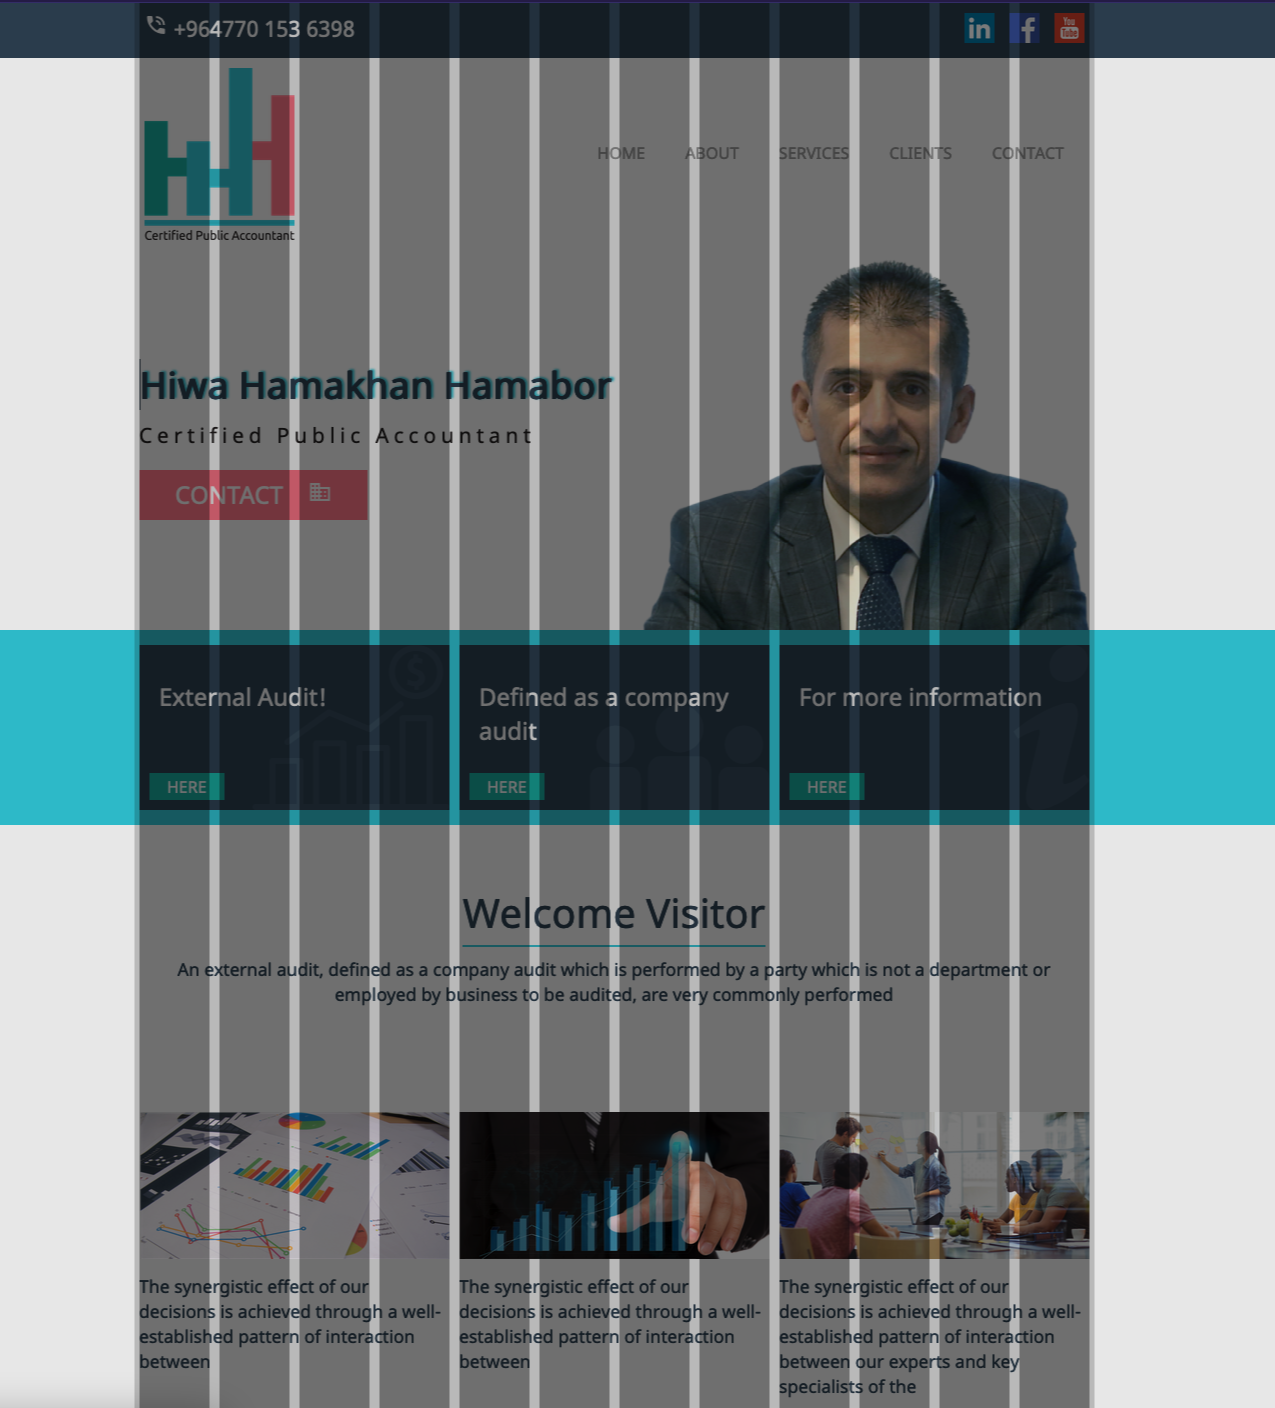 +964770 153 6398
in f You Tube
Certified Public Accountant
HOME ABOUT SERVICES CLIENTS CONTACT
Hiwa Hamakhan Hamabor
Certified Public Accountant
CONTACT
External Audit!
HERE
Defined as a company
audit
HERE
For more information
HERE
Welcome Visitor
An external audit, defined as a company audit which is performed by a party which is not a department or
employed by business to be audited, are very commonly performed
The synergistic effect of our
decisions is achieved through a well-
established pattern of interaction
between
The synergistic effect of our
decisions is achieved through a well-
established pattern of interaction
between
The synergistic effect of our
decisions is achieved through a well-
established pattern of interaction
between our experts and key
specialists of the